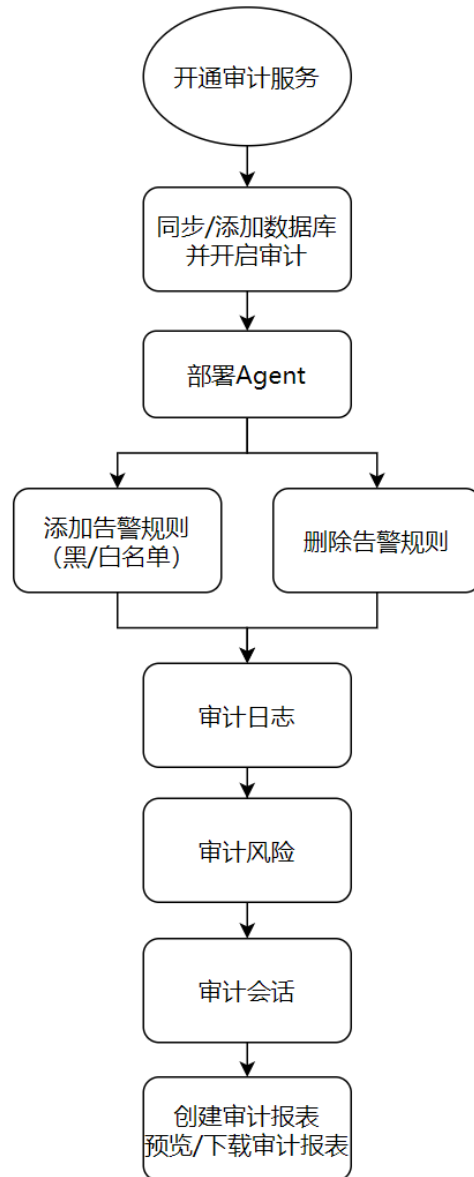 开通审计服务
同步/添加数据库
并开启审计
部署Agent
添加告警规则
（黑/白名单）
删除告警规则
审计日志
审计风险
审计会话
创建审计报表
预览/下载审计报表